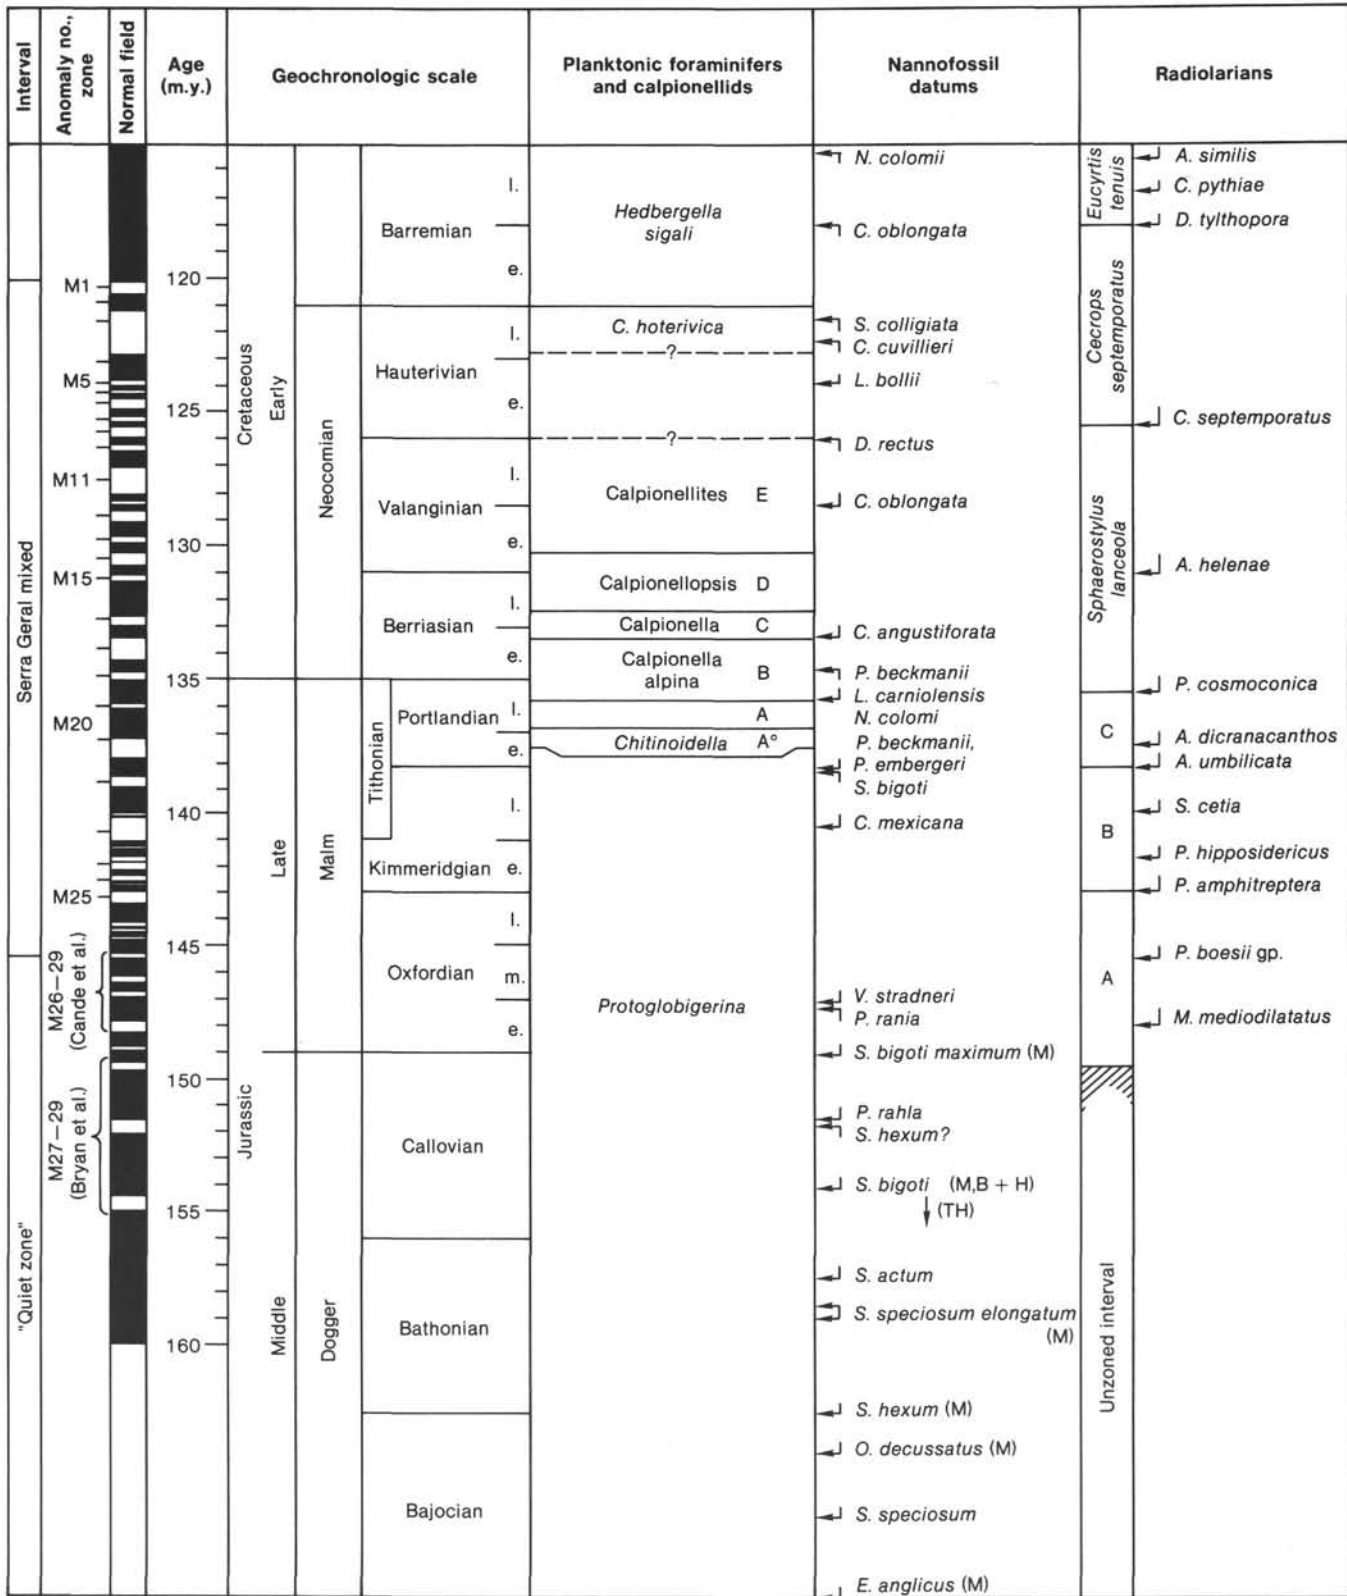 Interval
Anomaly no., zone
Normal field
Age (m.y.)
Geochronologic scale
Planktonic foraminifers and calpionellids
Nannofossil datums
Radiolarians
Serra Geral mixed
"Quiet zone"
M1
M5
M11
M15
M20
M25
M26—29 (Cande et al.)
M27—29 (Bryan et al.)
120
125
130
135
140
145
150
155
160
Cretaceous
Jurassic
Early
Late
Middle
Neocomian
Malm
Dogger
Barremian
l.
e.
Hauterivian
l.
e.
Valanginian
l.
e.
Berriasian
l.
e.
Tithonian
Portlandian
l.
e.
l.
Kimmeridgian
e.
Oxfordian
l.
m.
e.
Callovian
Bathonian
Bajocian
Hedbergella
sigali
C. hoterivica
?
?
Calpionellites E
Calpionellopsis D
Calpionella C
Calpionella
alpina B
A
Chitinoidella A°
Protoglobigerina
N. colomii
C. oblongata
S. colligiata
C. cuvillieri
L. bollii
D. rectus
C. oblongata
C. angustiforata
P. beckmanii
L. carniolensis
N. colomi
P. beckmanii,
P. embergeri
S. bigoti
C. mexicana
V. stradneri
P. rania
S. bigoti maximum (M)
P. rahla
S. hexum?
S. bigoti (M,B + H)
(TH)
S. actum
S. speciosum elongatum
(M)
S. hexum (M)
O. decussatus (M)
S. speciosum
E. anglicus (M)
Eucyrtis
tenuis
Cecrops
septemporatus
Sphaerostylus
lanceola
C
B
A
Unzoned interval
A. similis
C. pythiae
D. tylthopora
C. septemporatus
A. helenae
P. cosmoconica
A. dicranacanthos
A. umbilicata
S. cetia
P. hipposidericus
P. amphitreptera
P. boesii gp.
M. mediodilatatus